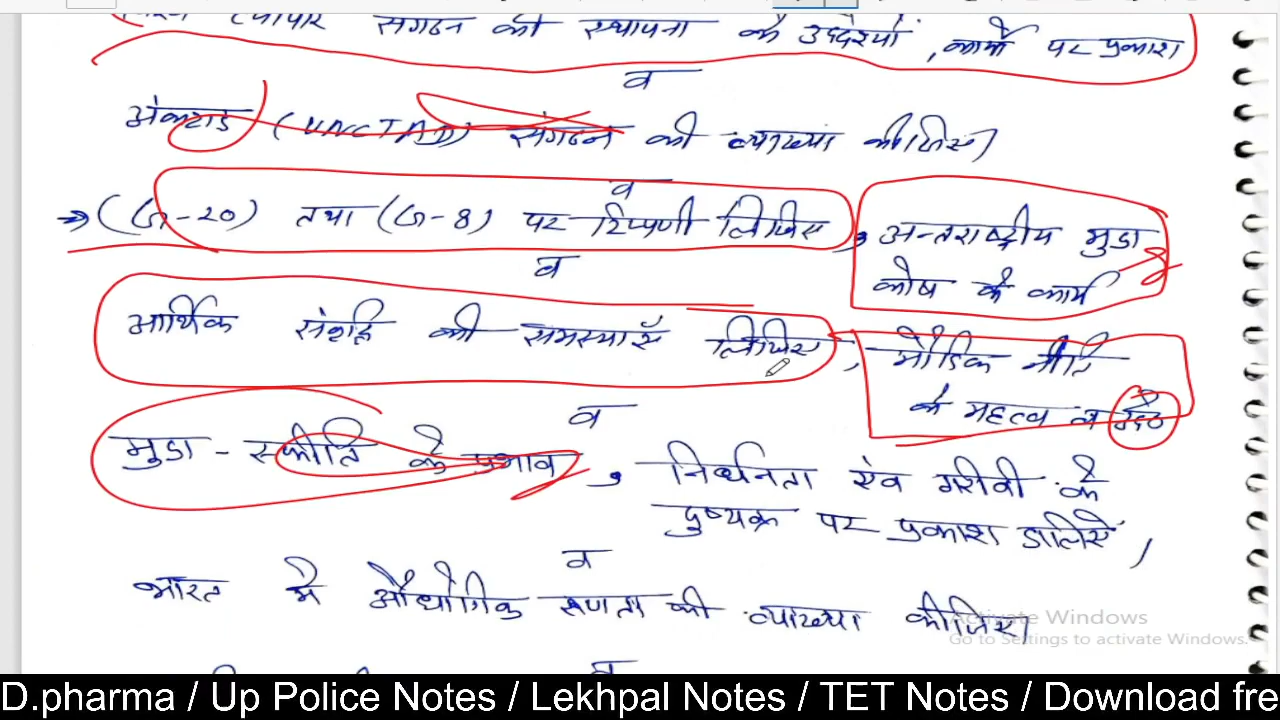 व्यापार संगठन की स्थापना के उद्देश्यों, कार्यों पर प्रकाश
व
अंकटाड (UNCTAD) संगठन की व्याख्या कीजिए।
व
→ (G-20) तथा (G-8) पर टिप्पणी लिखिए, अन्तराष्ट्रीय मुद्रा
कोष के कार्य
व
आर्थिक संवृद्धि की समस्याएँ लिखिए, मौद्रिक नीति
के महत्व व
व
मुद्रा - स्फीति के प्रभाव, निर्धनता एंव गरीबी के
दुष्चक्र पर प्रकाश डालिये,
व
भारत में औद्योगिक रुग्णता की व्याख्या कीजिए।
व
Activate Windows
Go to Settings to activate Windows.
D.pharma / Up Police Notes / Lekhpal Notes / TET Notes / Download fre